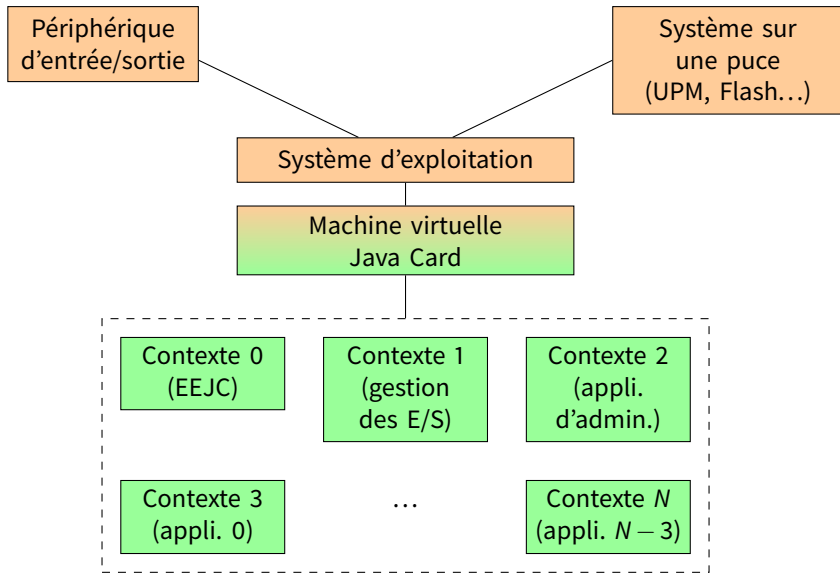 Périphérique
d'entrée/sortie
Système sur
une puce
(UPM, Flash…)
Système d'exploitation
Machine virtuelle
Java Card
Contexte 0
(EEJC)
Contexte 1
(gestion
des E/S)
Contexte 2
(appli.
d'admin.)
Contexte 3
(appli. 0)
…
Contexte N
(appli. N − 3)